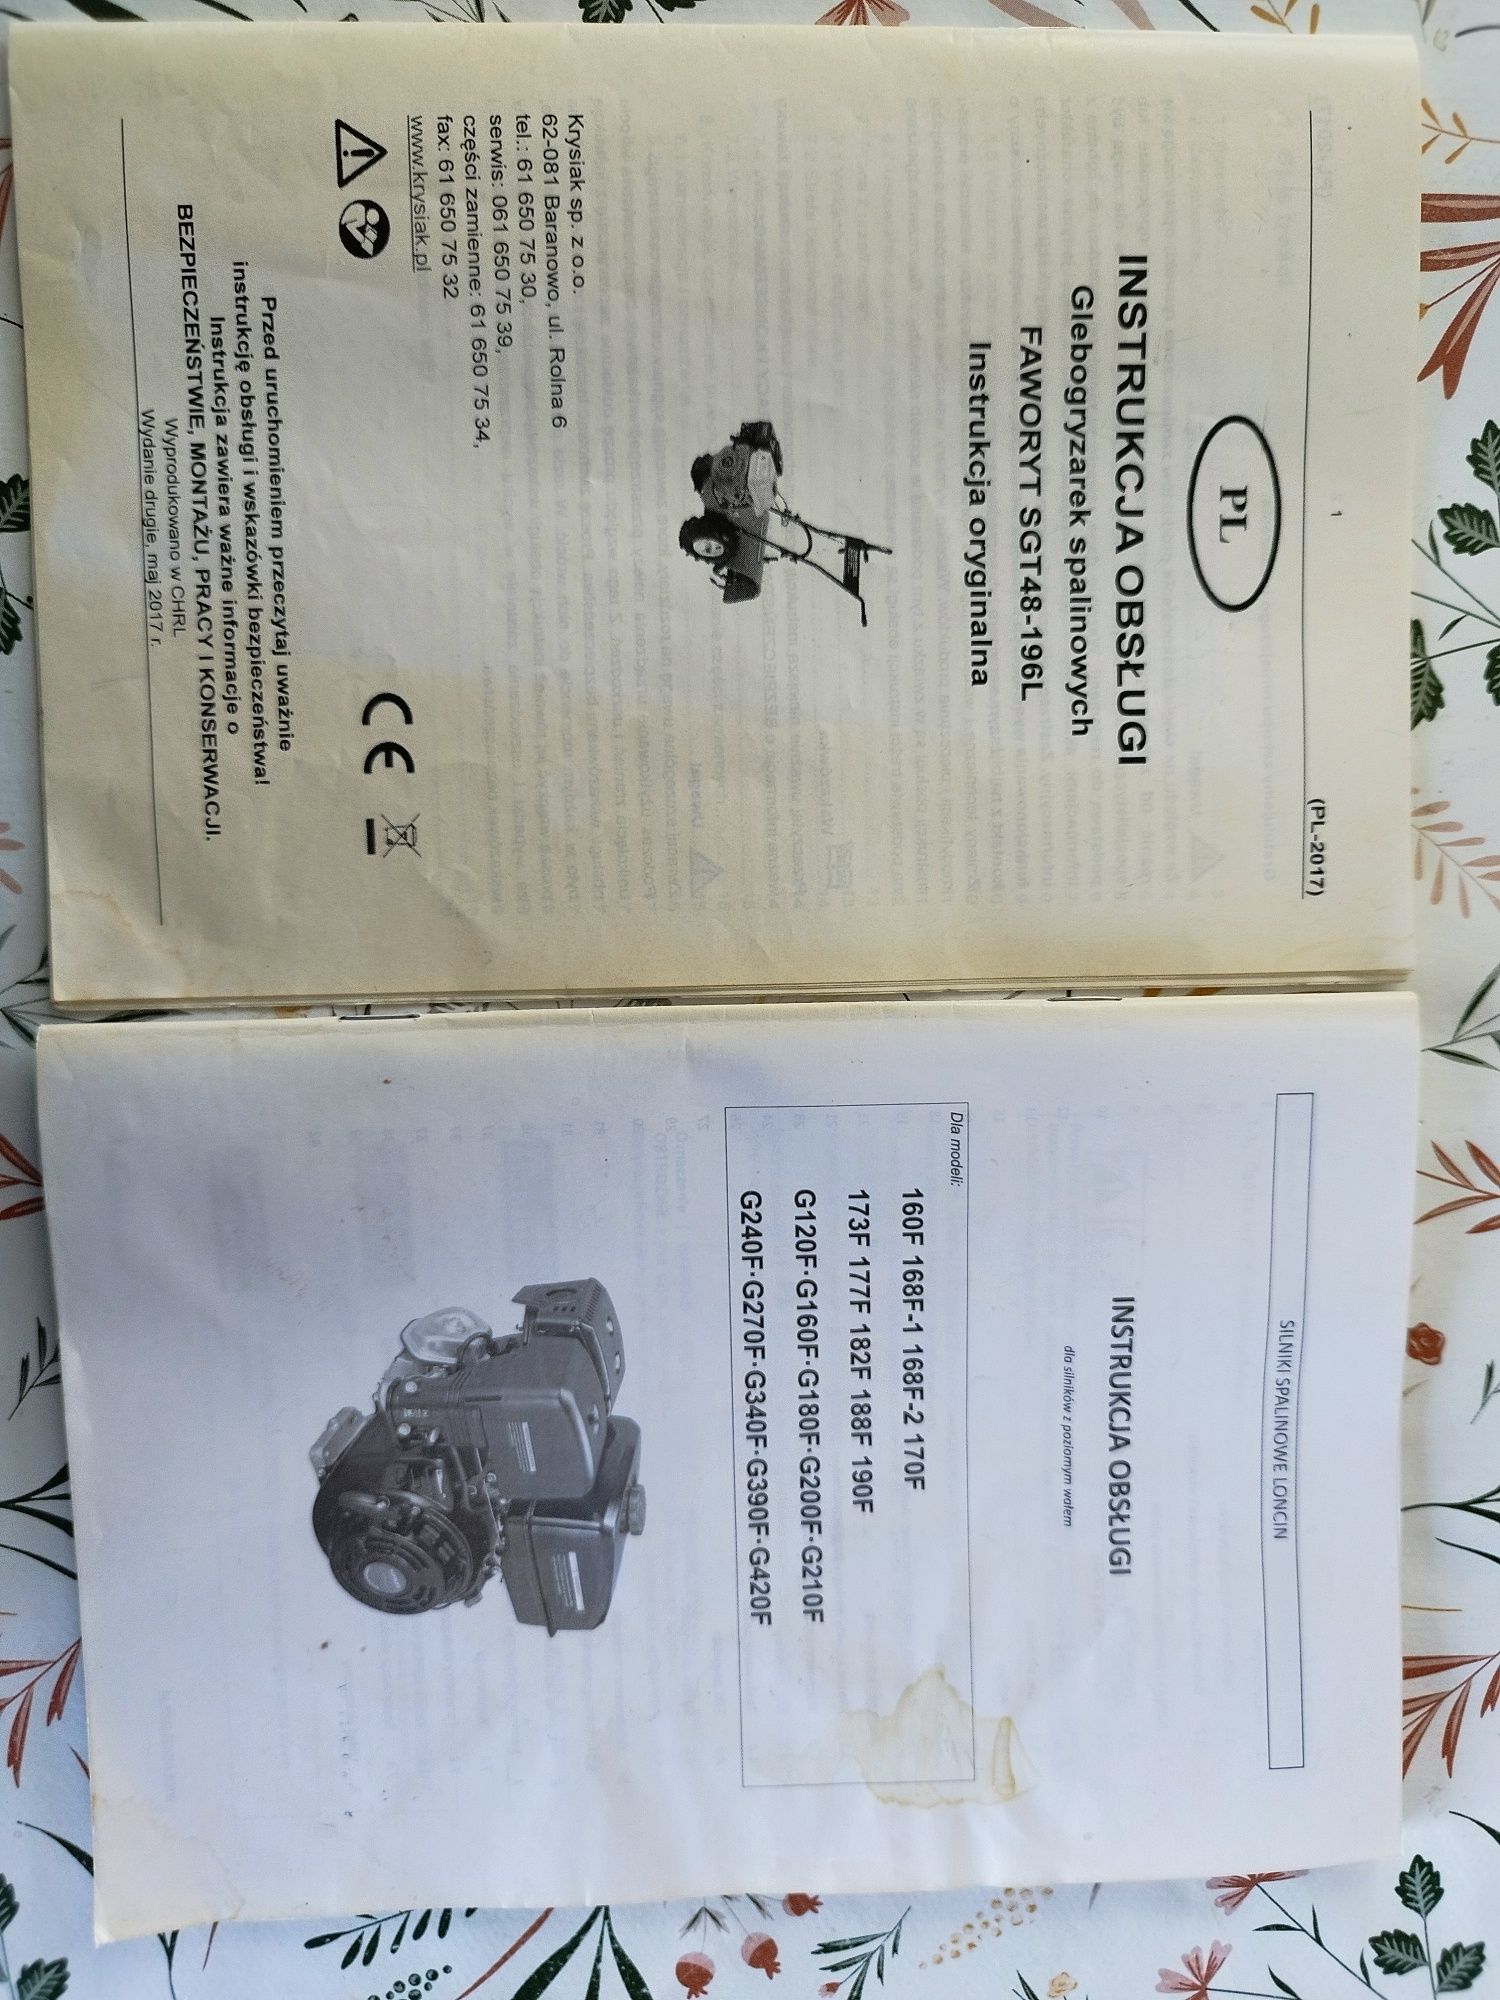 1
(PL-2017)
PL
INSTRUKCJA OBSŁUGI
Glebogryzarek spalinowych
FAWORYT SGT48-196L
Instrukcja oryginalna
Krysiak sp. z o.o.
62-081 Baranowo, ul. Rolna 6
tel.: 61 650 75 30,
serwis: 061 650 75 39,
części zamienne: 61 650 75 34,
fax: 61 650 75 32
www.krysiak.pl
CE
Przed uruchomieniem przeczytaj uważnie
instrukcję obsługi i wskazówki bezpieczeństwa!
Instrukcja zawiera ważne informacje o
BEZPIECZEŃSTWIE, MONTAŻU, PRACY I KONSERWACJI.
Wyprodukowano w CHRL
Wydanie drugie, maj 2017 r.
SILNIKI SPALINOWE LONCIN
INSTRUKCJA OBSŁUGI
dla silników z poziomym wałem
Dla modeli:
160F 168F-1 168F-2 170F
173F 177F 182F 188F 190F
G120F·G160F·G180F·G200F·G210F
G240F·G270F·G340F·G390F·G420F